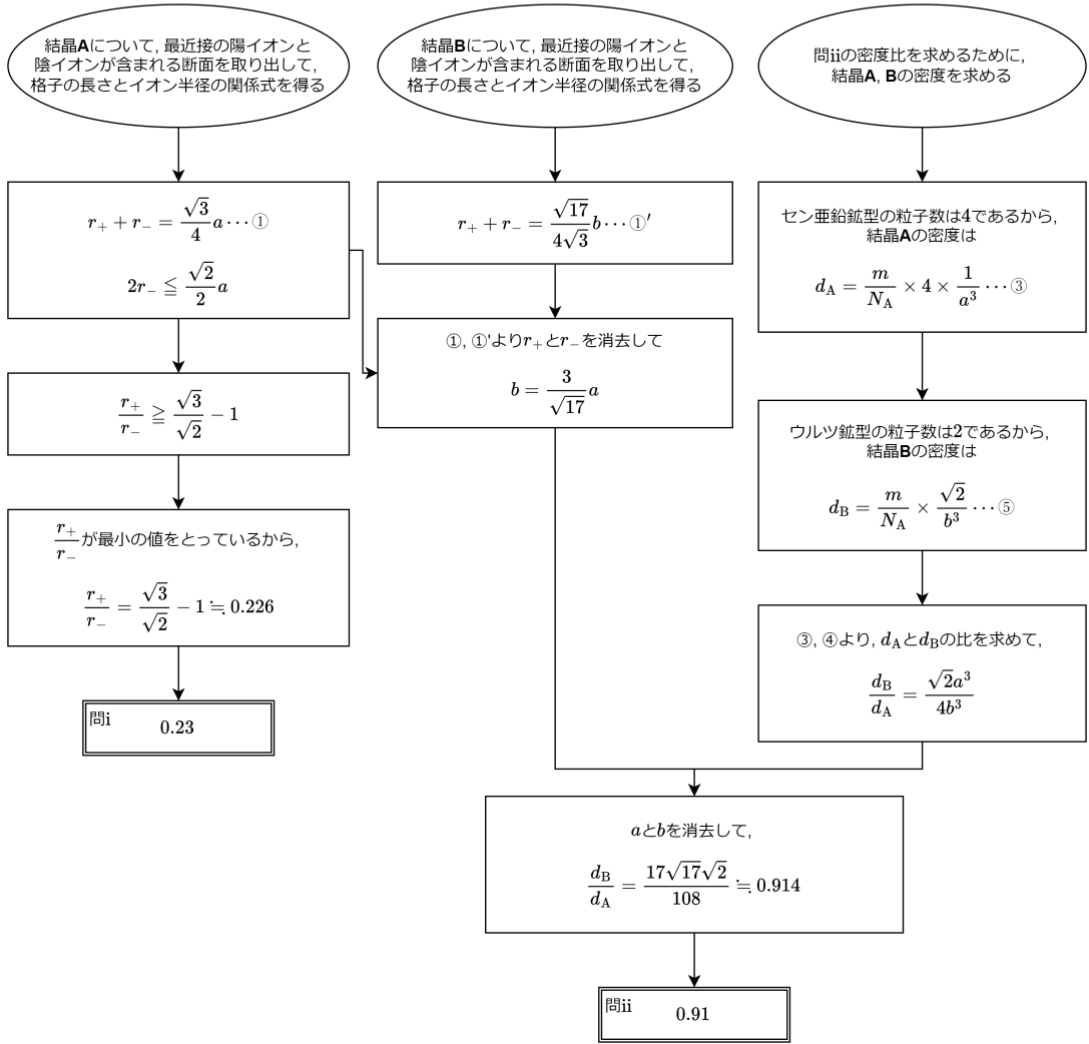 結晶Aについて, 最近接の陽イオンと
陰イオンが含まれる断面を取り出して,
格子の長さとイオン半径の関係式を得る
r₊ + r₋ = √3/4 a⋯①
2r₋ ≦ √2/2 a
r₊/r₋ ≧ √3/√2 − 1
r₊/r₋が最小の値をとっているから,
r₊/r₋ = √3/√2 − 1 ≒ 0.226
問i 0.23
結晶Bについて, 最近接の陽イオンと
陰イオンが含まれる断面を取り出して,
格子の長さとイオン半径の関係式を得る
r₊ + r₋ = √17/4√3 b⋯①′
①, ①'よりr₊とr₋を消去して
b = 3/√17 a
問iiの密度比を求めるために,
結晶A, Bの密度を求める
セン亜鉛鉱型の粒子数は4であるから,
結晶Aの密度は
d_A = m/N_A × 4 × 1/a³ ⋯③
ウルツ鉱型の粒子数は2であるから,
結晶Bの密度は
d_B = m/N_A × √2/b³ ⋯⑤
③, ④より, d_Aとd_Bの比を求めて,
d_B/d_A = √2a³/4b³
aとbを消去して,
d_B/d_A = 17√17√2/108 ≒ 0.914
問ii 0.91